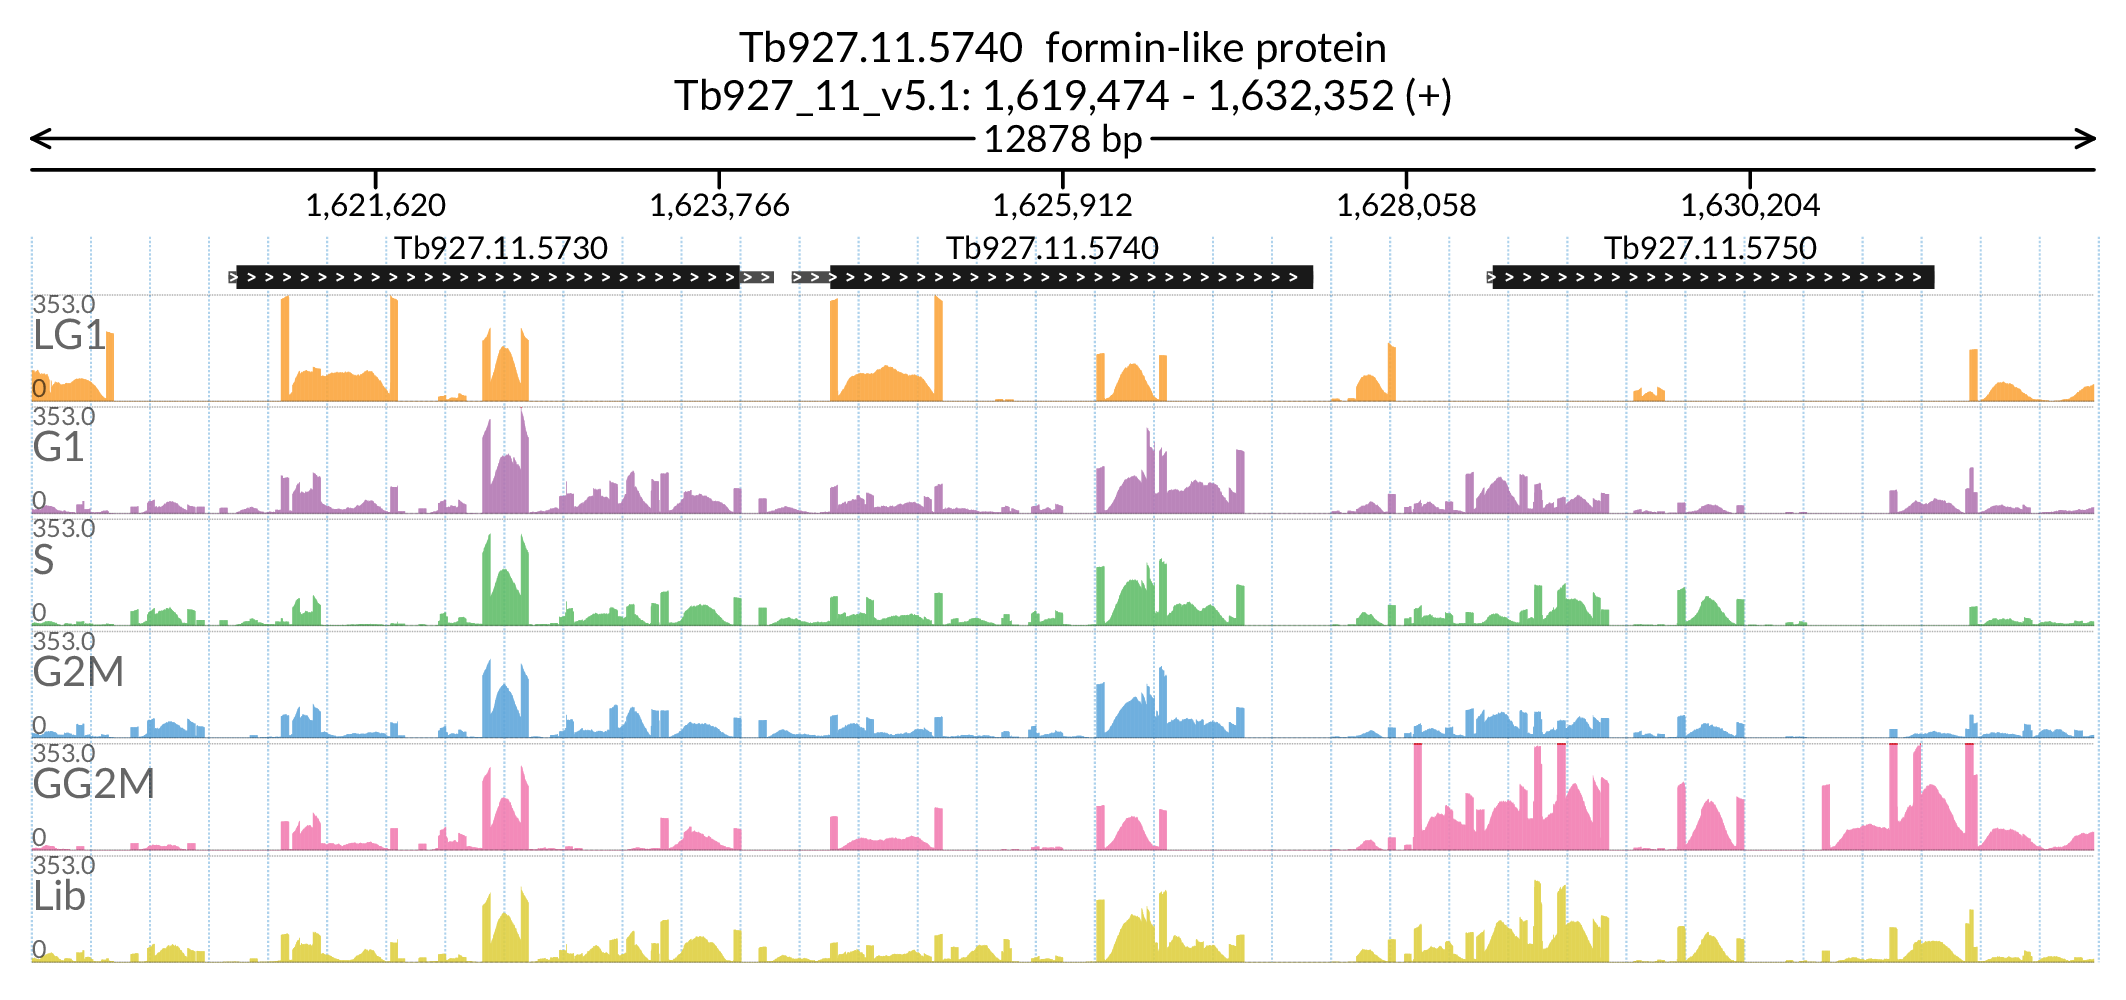 Tb927.11.5740 formin-like protein
Tb927_11_v5.1: 1,619,474 - 1,632,352 (+)
12878 bp
1,621,620 1,623,766 1,625,912 1,628,058 1,630,204
Tb927.11.5730 Tb927.11.5740 Tb927.11.5750
353.0
LG1
0
353.0
G1
0
353.0
S
0
353.0
G2M
0
353.0
GG2M
0
353.0
Lib
0